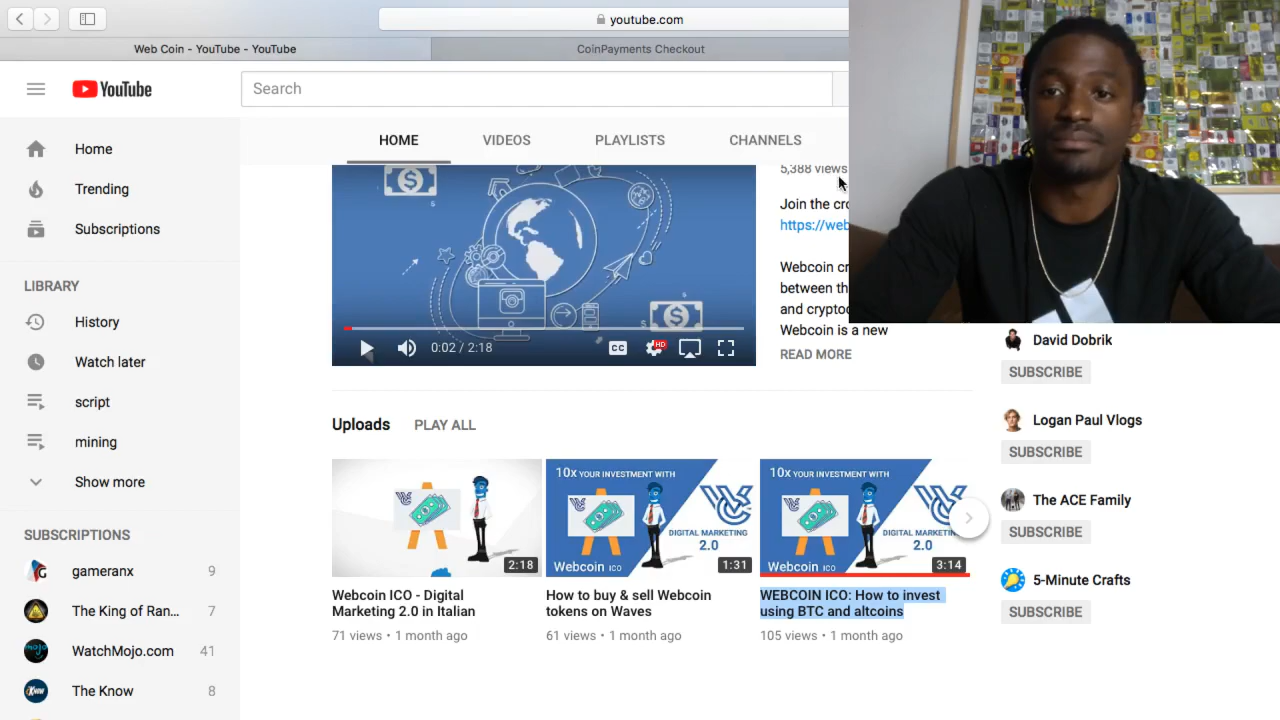 youtube.com
Web Coin - YouTube - YouTube
CoinPayments Checkout
YouTube
Search
HOME VIDEOS PLAYLISTS CHANNELS
Home
Trending
Subscriptions
LIBRARY
History
Watch later
script
mining
Show more
SUBSCRIPTIONS
gameranx 9
The King of Ran... 7
WatchMojo.com 41
The Know 8
5,388 views
Join the cro
https://web
Webcoin cr
between th
and cryptoc
Webcoin is a new
READ MORE
0:02 / 2:18
CC
HD
Uploads PLAY ALL
2:18
Webcoin ICO - Digital
Marketing 2.0 in Italian
71 views • 1 month ago
10x YOUR INVESTMENT WITH
DIGITAL MARKETING
2.0
Webcoin ICO
1:31
How to buy & sell Webcoin
tokens on Waves
61 views • 1 month ago
10x YOUR INVESTMENT WITH
DIGITAL MARKETIN
2.0
Webcoin ICO
3:14
WEBCOIN ICO: How to invest
using BTC and altcoins
105 views • 1 month ago
David Dobrik
SUBSCRIBE
Logan Paul Vlogs
SUBSCRIBE
The ACE Family
SUBSCRIBE
5-Minute Crafts
SUBSCRIBE